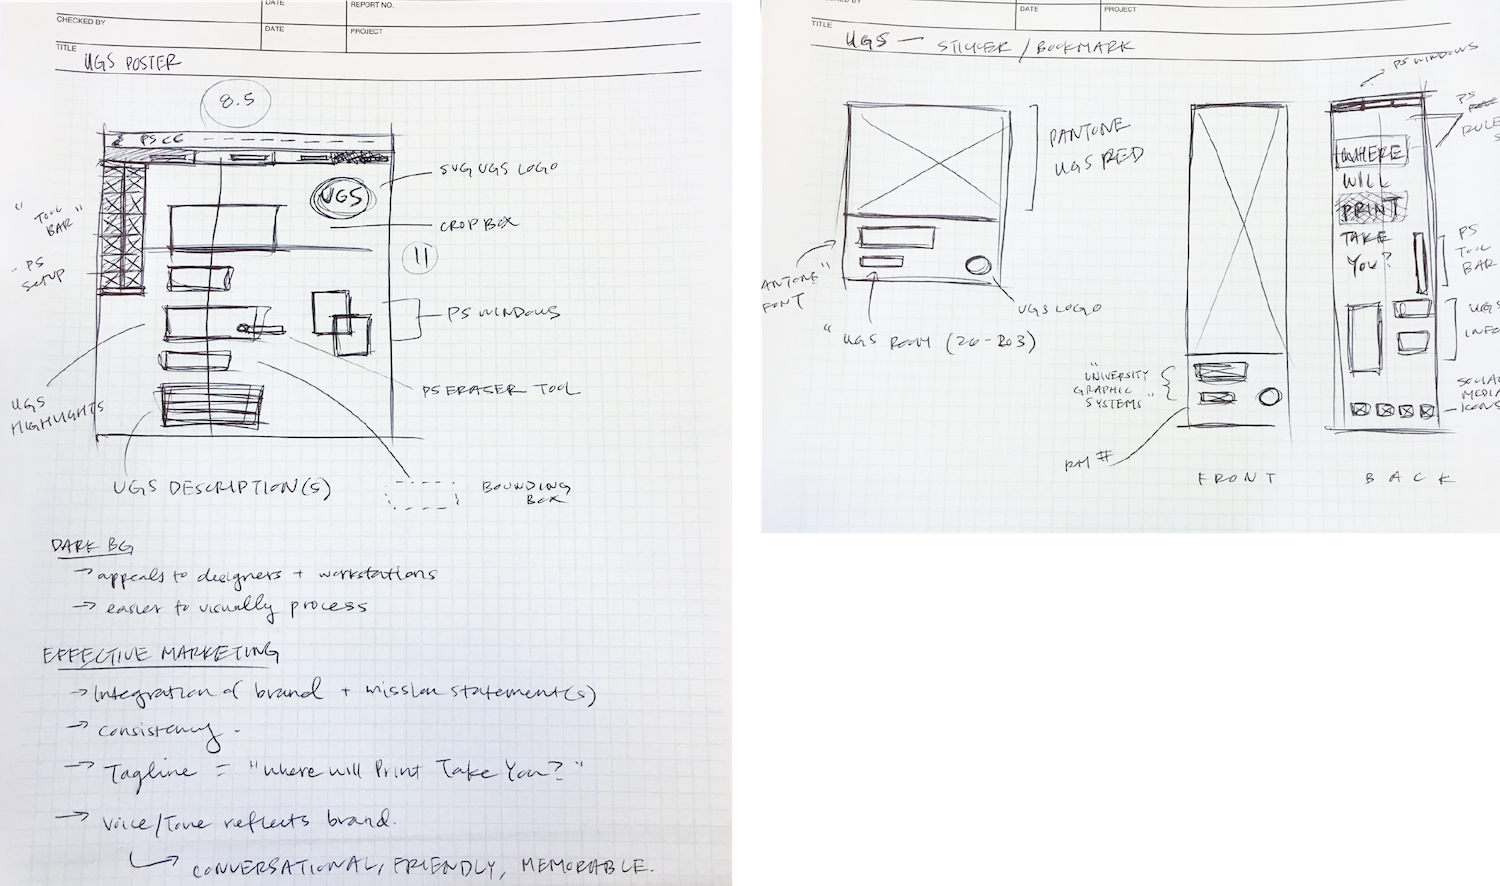 DATE
REPORT NO.
CHECKED BY
DATE
PROJECT
TITLE
UGS POSTER
8.5
PS CC
SVG UGS LOGO
UGS
"TOOL
BAR"
CROP BOX
11
- PS
SETUP
PS WINDOWS
PS ERASER TOOL
UGS
HIGHLIGHTS
UGS DESCRIPTION(S)
BOUNDING
BOX
DARK BG
→ appeals to designers + workstations
→ easier to visually process
EFFECTIVE MARKETING
→ Integration of brand + mission statement(s)
→ consistency.
→ Tagline = "Where will Print Take You?"
→ Voice/Tone reflects brand.
→ CONVERSATIONAL, FRIENDLY, MEMORABLE.
ED BY
DATE
PROJECT
TITLE
UGS — STICKER / BOOKMARK
PS WINDOWS
PANTONE
UGS RED
PS
RULE
WHERE
WILL
PRINT
TAKE
YOU?
PS
TOOL
BAR
ANTONE"
FONT
UGS LOGO
"UGS ROOM (26-203)
UGS
INFO
"UNIVERSITY
GRAPHIC
SYSTEMS"
SOCIAL
MEDIA
ICONS
RM #
FRONT
BACK